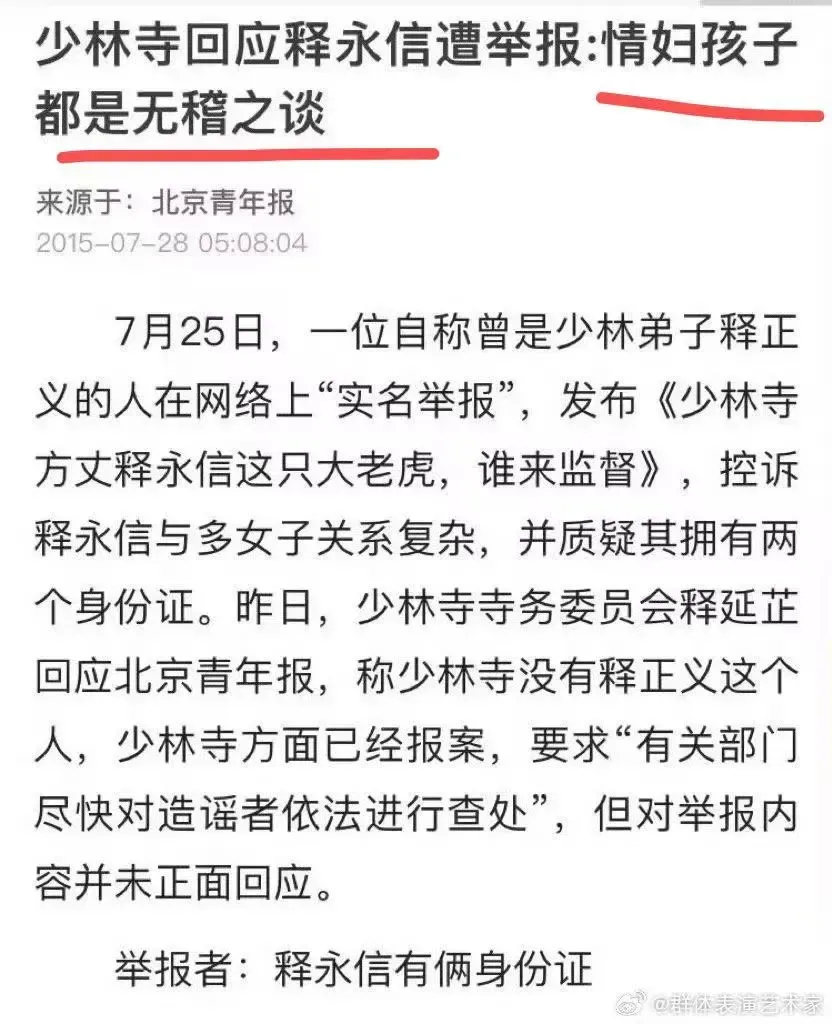 少林寺回应释永信遭举报:情妇孩子
都是无稽之谈
来源于：北京青年报
2015-07-28 05:08:04
7月25日，一位自称曾是少林弟子释正
义的人在网络上“实名举报”，发布《少林寺
方丈释永信这只大老虎，谁来监督》，控诉
释永信与多女子关系复杂，并质疑其拥有两
个身份证。昨日，少林寺寺务委员会释延芷
回应北京青年报，称少林寺没有释正义这个
人，少林寺方面已经报案，要求“有关部门
尽快对造谣者依法进行查处”，但对举报内
容并未正面回应。
举报者：释永信有俩身份证
@群体表演艺术家